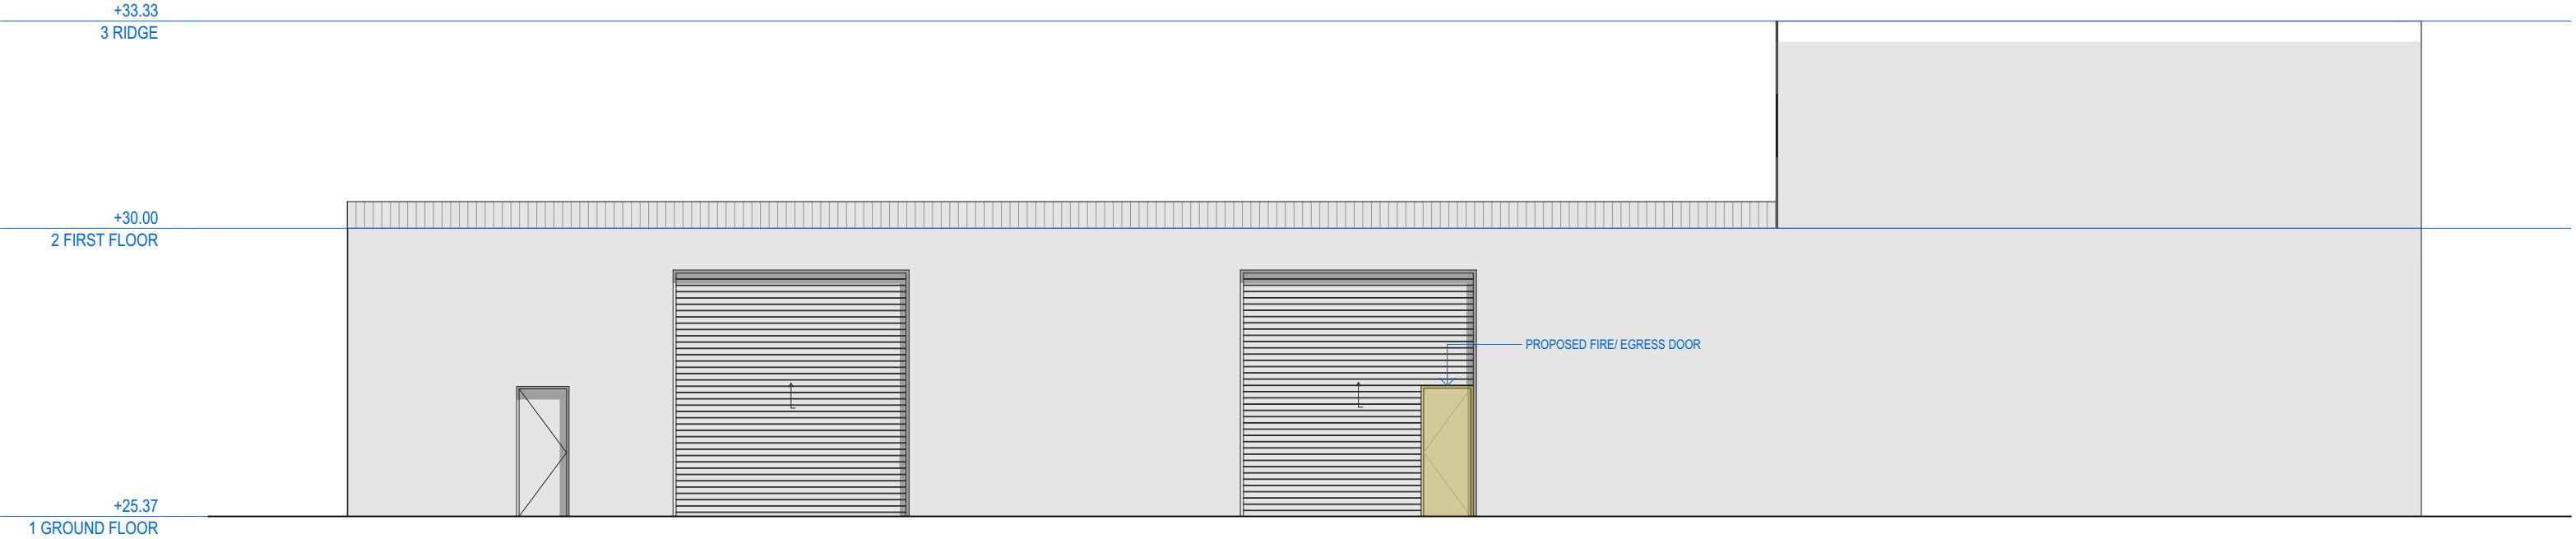 +33.33
3 RIDGE
+30.00
2 FIRST FLOOR
PROPOSED FIRE/ EGRESS DOOR
+25.37
1 GROUND FLOOR